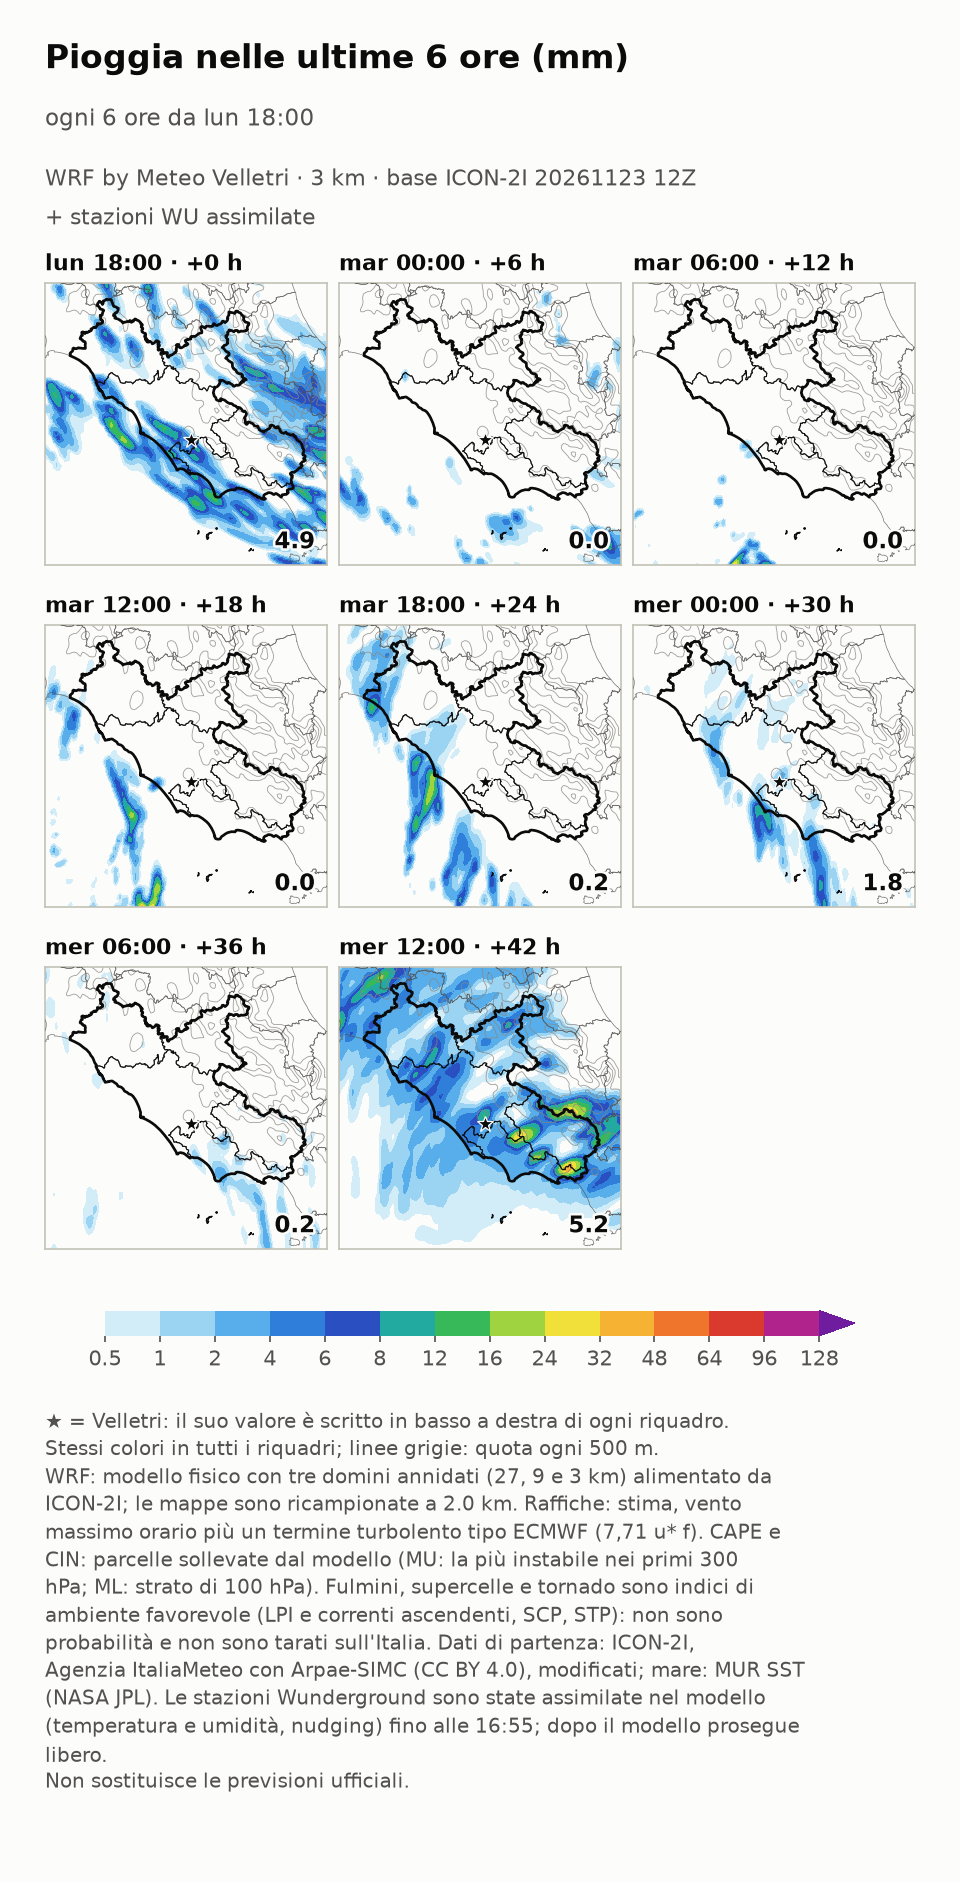 Pioggia nelle ultime 6 ore (mm)
ogni 6 ore da lun 18:00
WRF by Meteo Velletri · 3 km · base ICON-2I 20261123 12Z
+ stazioni WU assimilate
lun 18:00 · +0 h
mar 00:00 · +6 h
mar 06:00 · +12 h
4.9
0.0
0.0
mar 12:00 · +18 h
mar 18:00 · +24 h
mer 00:00 · +30 h
0.0
0.2
1.8
mer 06:00 · +36 h
mer 12:00 · +42 h
0.2
5.2
0.5 1 2 4 6 8 12 16 24 32 48 64 96 128
★ = Velletri: il suo valore è scritto in basso a destra di ogni riquadro.
Stessi colori in tutti i riquadri; linee grigie: quota ogni 500 m.
WRF: modello fisico con tre domini annidati (27, 9 e 3 km) alimentato da
ICON-2I; le mappe sono ricampionate a 2.0 km. Raffiche: stima, vento
massimo orario più un termine turbolento tipo ECMWF (7,71 u* f). CAPE e
CIN: parcelle sollevate dal modello (MU: la più instabile nei primi 300
hPa; ML: strato di 100 hPa). Fulmini, supercelle e tornado sono indici di
ambiente favorevole (LPI e correnti ascendenti, SCP, STP): non sono
probabilità e non sono tarati sull'Italia. Dati di partenza: ICON-2I,
Agenzia ItaliaMeteo con Arpae-SIMC (CC BY 4.0), modificati; mare: MUR SST
(NASA JPL). Le stazioni Wunderground sono state assimilate nel modello
(temperatura e umidità, nudging) fino alle 16:55; dopo il modello prosegue
libero.
Non sostituisce le previsioni ufficiali.